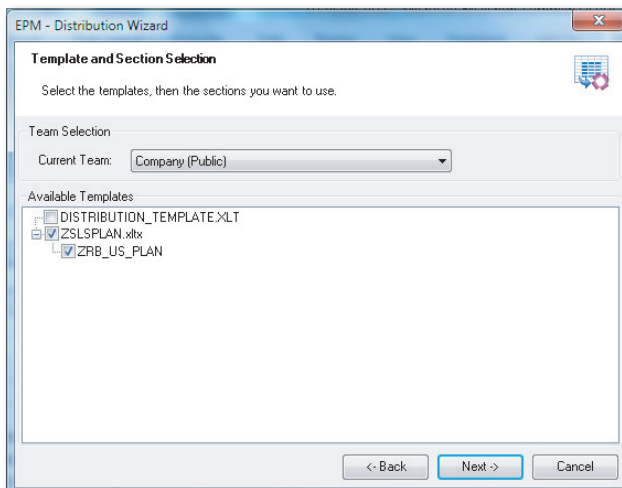 EPM - Distribution Wizard
Template and Section Selection
Select the templates, then the sections you want to use.
Team Selection
Current Team: Company (Public)
Available Templates
DISTRIBUTION_TEMPLATE.XLT
ZSLSPLAN.xltx
ZRB_US_PLAN
<- Back Next -> Cancel